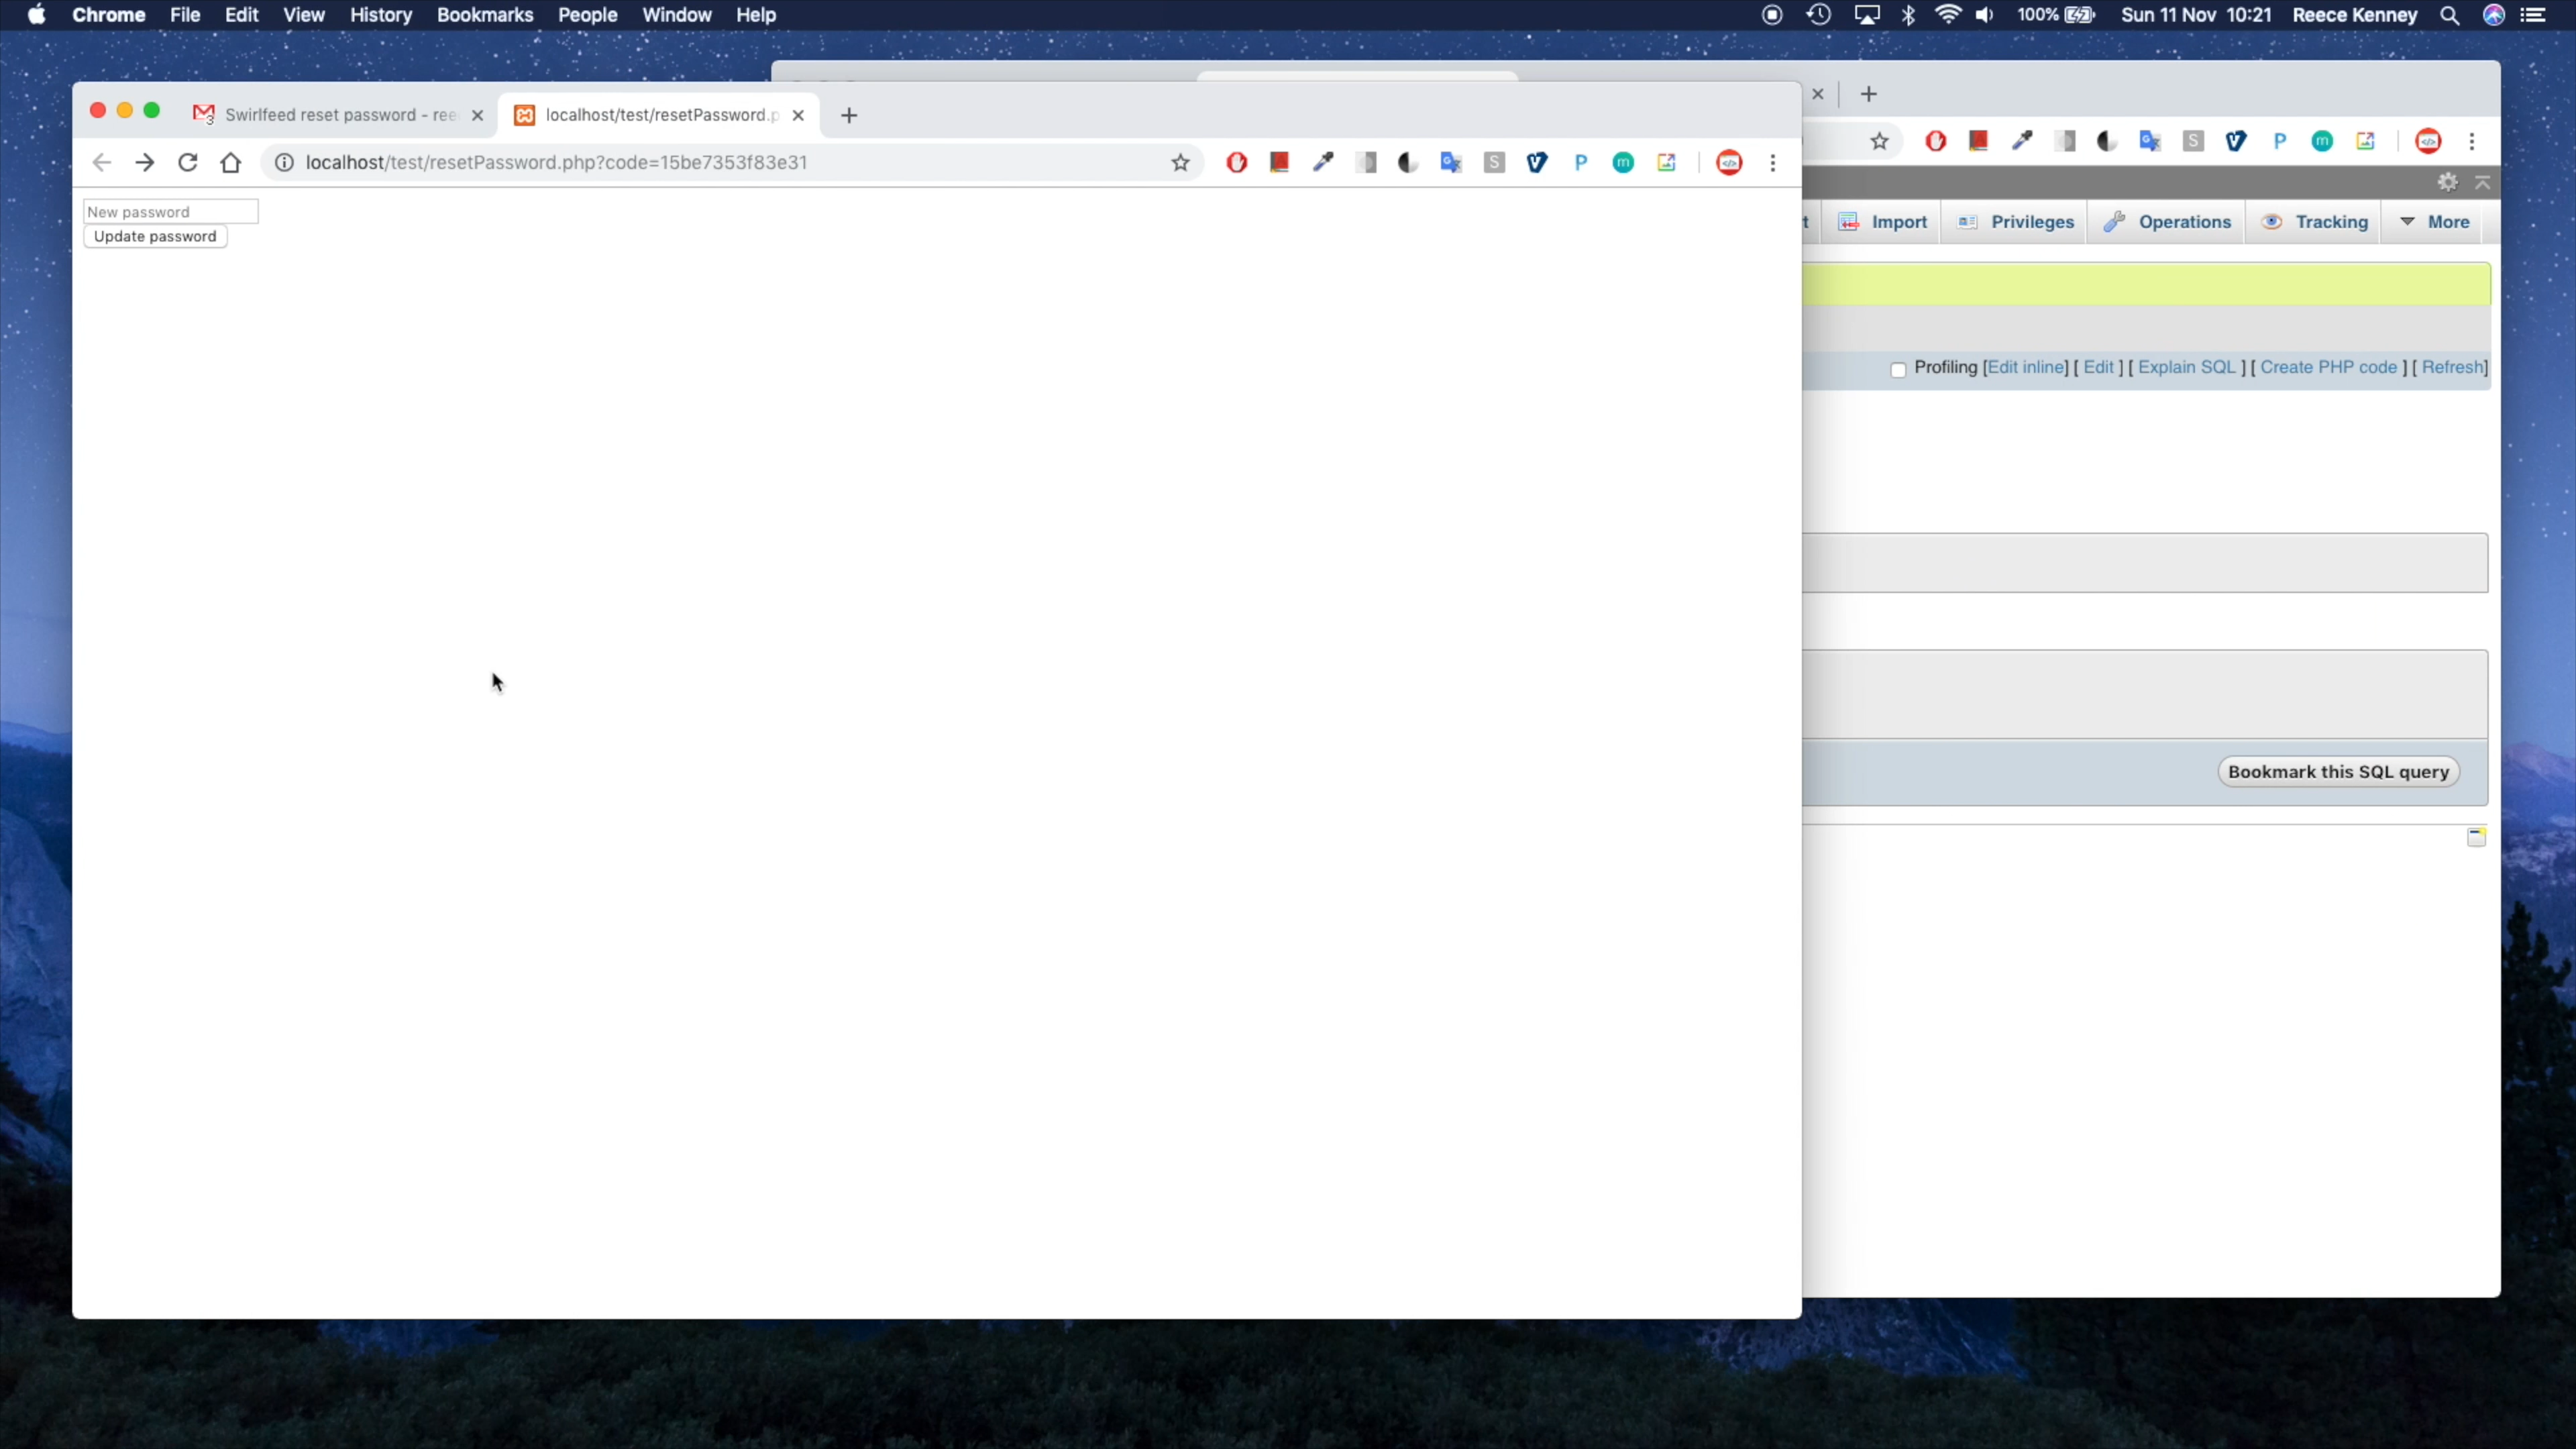 Chrome File Edit View History Bookmarks People Window Help
100% Sun 11 Nov 10:21 Reece Kenney
Swirlfeed reset password - ree
localhost/test/resetPassword.p
localhost/test/resetPassword.php?code=15be7353f83e31
New password
Update password
Import Privileges Operations Tracking More
Profiling [Edit inline] [ Edit ] [ Explain SQL ] [ Create PHP code ] [ Refresh]
Bookmark this SQL query